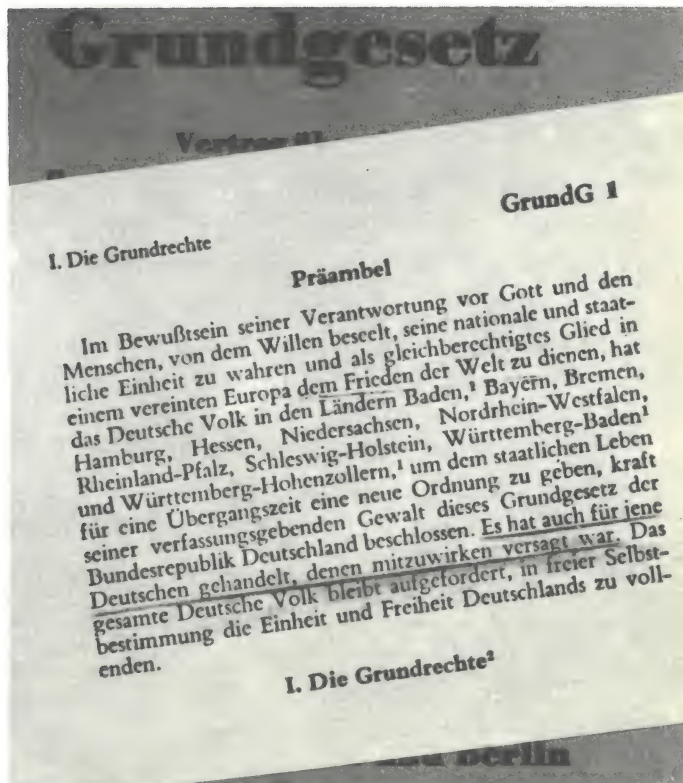 Grundgesetz
GrundG 1
I. Die Grundrechte
Präambel
Im Bewußtsein seiner Verantwortung vor Gott und den
Menschen, von dem Willen beseelt, seine nationale und staat-
liche Einheit zu wahren und als gleichberechtigtes Glied in
einem vereinten Europa dem Frieden der Welt zu dienen, hat
das Deutsche Volk in den Ländern Baden,¹ Bayern, Bremen,
Hamburg, Hessen, Niedersachsen, Nordrhein-Westfalen,
Rheinland-Pfalz, Schleswig-Holstein, Württemberg-Baden¹
und Württemberg-Hohenzollern,¹ um dem staatlichen Leben
für eine Übergangszeit eine neue Ordnung zu geben, kraft
seiner verfassungsgebenden Gewalt dieses Grundgesetz der
Bundesrepublik Deutschland beschlossen. Es hat auch für jene
Deutschen gehandelt, denen mitzuwirken versagt war. Das
gesamte Deutsche Volk bleibt aufgefordert, in freier Selbst-
bestimmung die Einheit und Freiheit Deutschlands zu voll-
enden.
I. Die Grundrechte²
Berlin